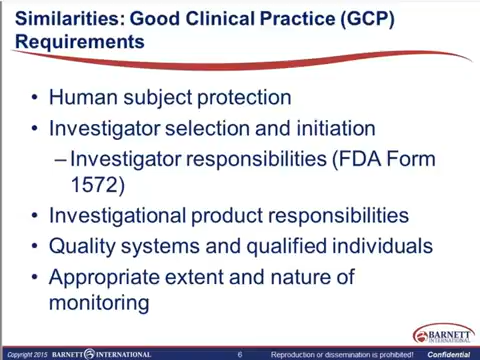 Similarities: Good Clinical Practice (GCP)
Requirements
• Human subject protection
• Investigator selection and initiation
–Investigator responsibilities (FDA Form
1572)
• Investigational product responsibilities
• Quality systems and qualified individuals
• Appropriate extent and nature of
monitoring
BARNETT
INTERNATIONAL
Copyright 2015 BARNETT INTERNATIONAL 6 Reproduction or dissemination is prohibited! Confidential